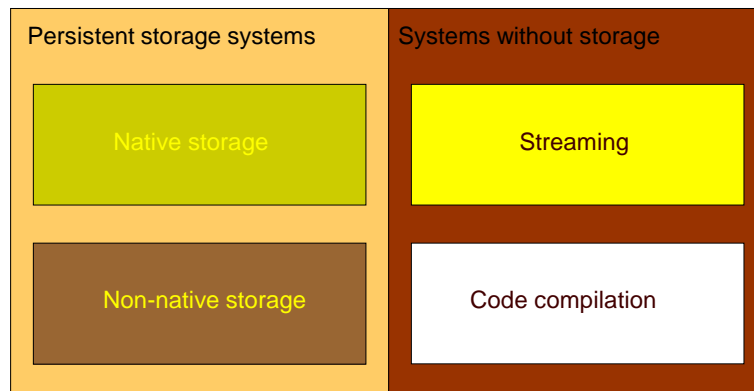 Persistent storage systems
Systems without storage
Native storage
Streaming
Non-native storage
Code compilation